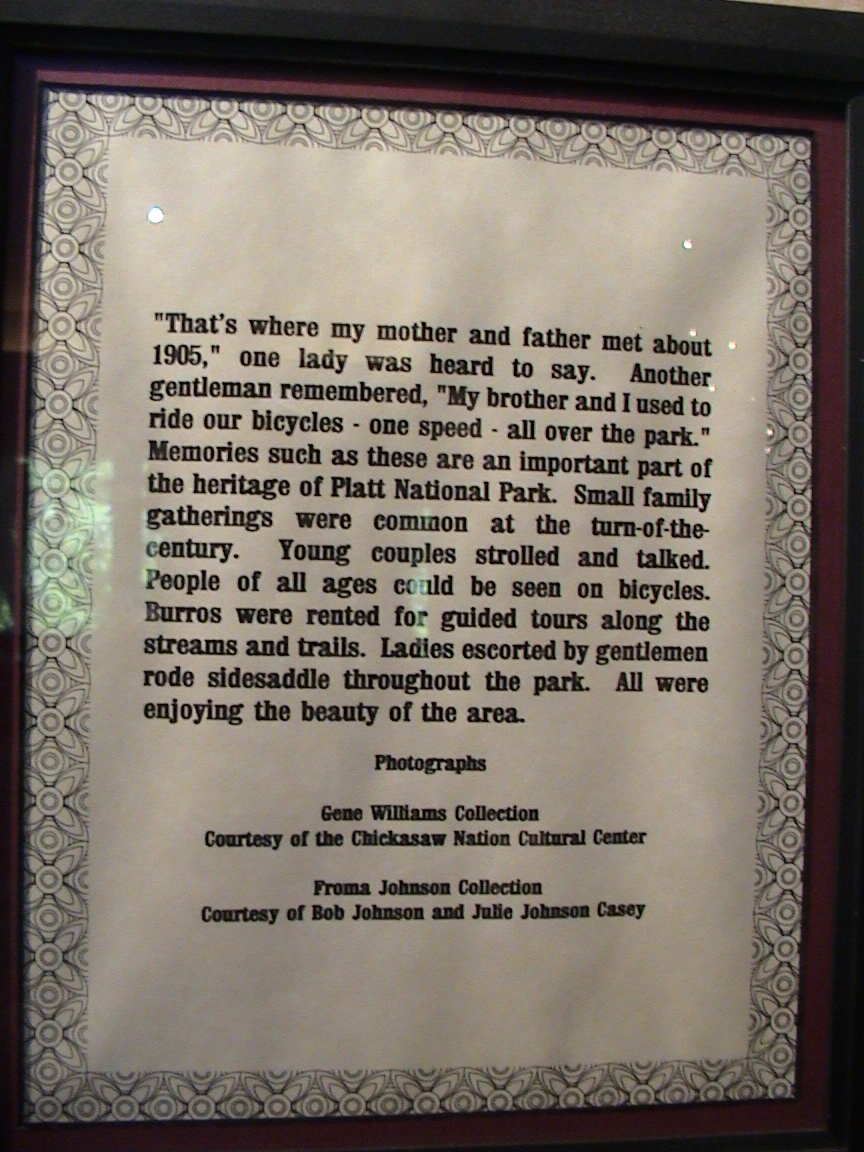 "That's where my mother and father met about
1905," one lady was heard to say. Another
gentleman remembered, "My brother and I used to
ride our bicycles - one speed - all over the park."
Memories such as these are an important part of
the heritage of Platt National Park. Small family
gatherings were common at the turn-of-the-
century. Young couples strolled and talked.
People of all ages could be seen on bicycles.
Burros were rented for guided tours along the
streams and trails. Ladies escorted by gentlemen
rode sidesaddle throughout the park. All were
enjoying the beauty of the area.
Photographs
Gene Williams Collection
Courtesy of the Chickasaw Nation Cultural Center
Froma Johnson Collection
Courtesy of Bob Johnson and Julie Johnson Casey